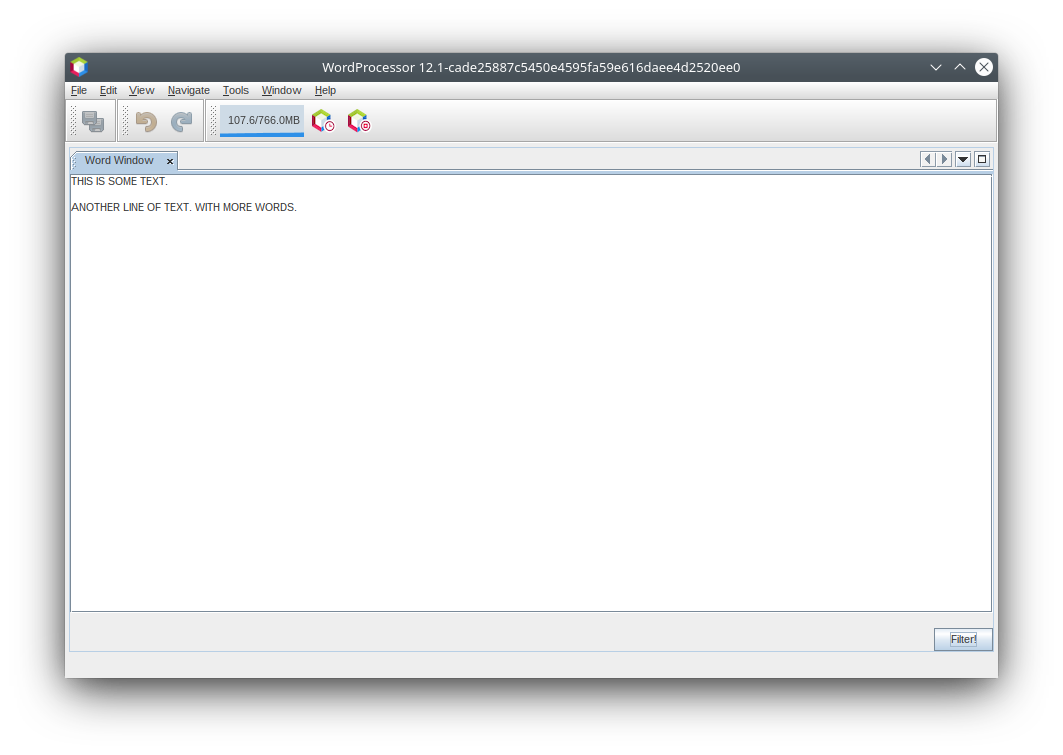 WordProcessor 12.1-cade25887c5450e4595fa59e616daee4d2520ee0
File Edit View Navigate Tools Window Help
107.6/766.0MB
Word Window
THIS IS SOME TEXT.
ANOTHER LINE OF TEXT. WITH MORE WORDS.
Filter!